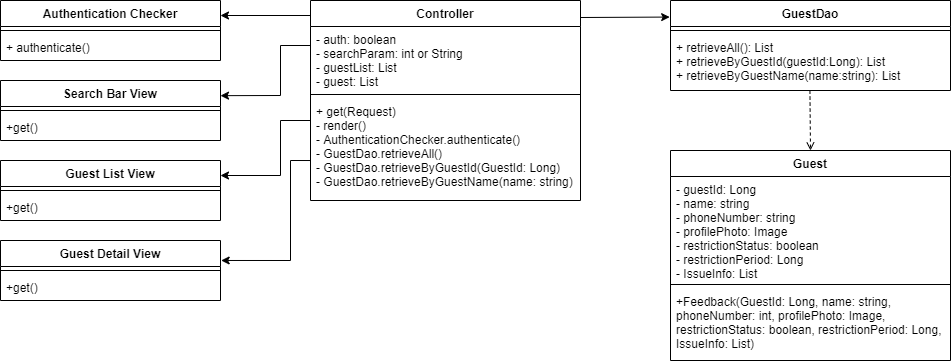 Authentication Checker
+ authenticate()
Search Bar View
+get()
Guest List View
+get()
Guest Detail View
+get()
Controller
- auth: boolean
- searchParam: int or String
- guestList: List
- guest: List
+ get(Request)
- render()
- AuthenticationChecker.authenticate()
- GuestDao.retrieveAll()
- GuestDao.retrieveByGuestId(GuestId: Long)
- GuestDao.retrieveByGuestName(name: string)
GuestDao
+ retrieveAll(): List
+ retrieveByGuestId(guestId:Long): List
+ retrieveByGuestName(name:string): List
Guest
- guestId: Long
- name: string
- phoneNumber: string
- profilePhoto: Image
- restrictionStatus: boolean
- restrictionPeriod: Long
- IssueInfo: List
+Feedback(GuestId: Long, name: string,
phoneNumber: int, profilePhoto: Image,
restrictionStatus: boolean, restrictionPeriod: Long,
IssueInfo: List)